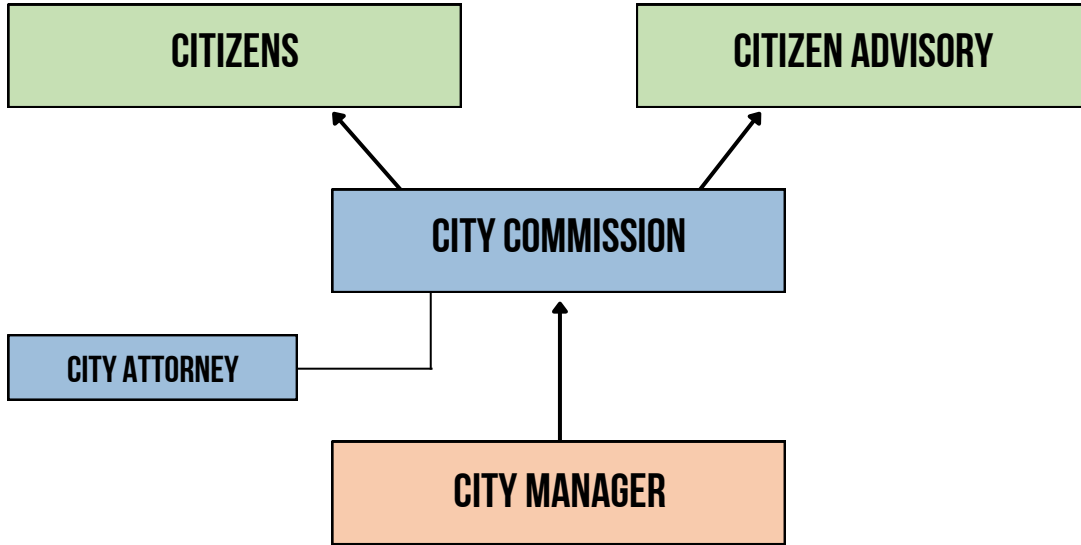 CITIZENS
CITIZEN ADVISORY
CITY COMMISSION
CITY ATTORNEY
CITY MANAGER